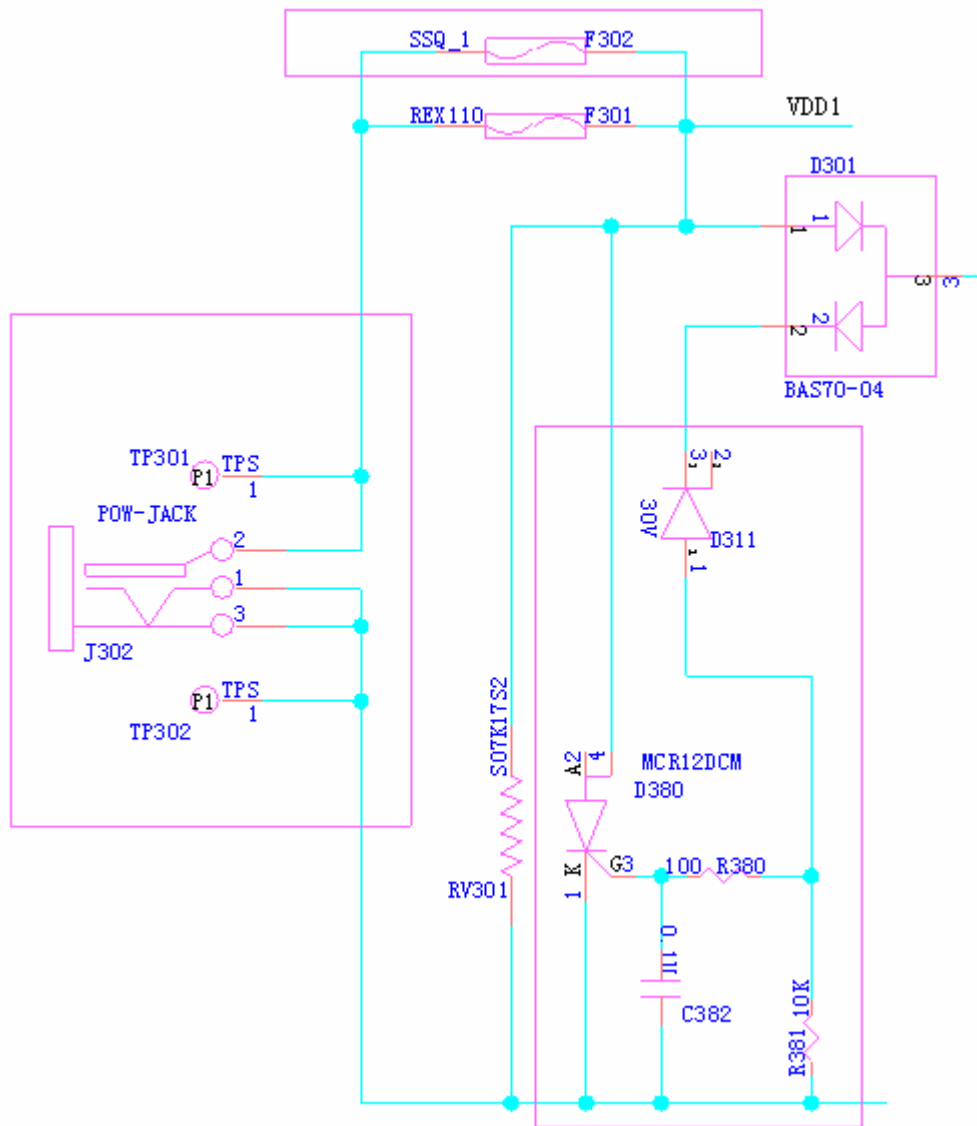 SSQ_1 F302
REX110 F301
VDD1
D301
1 1
3 3
2 2
BAS70-04
TP301 TPS
P1 1
POW-JACK
2
1
3
J302
P1 TPS
1
TP302
3 2
30V D311
1
S07K17S2
RV301
A 2 4 MCR12DCM
D380
1 K G3 100 R380
0.1U
C382
R381 10K